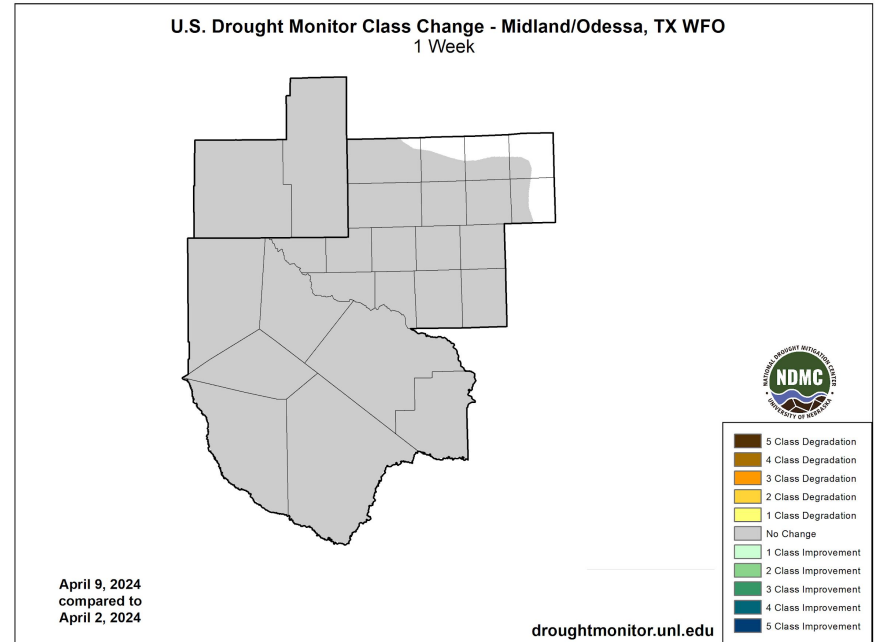 U.S. Drought Monitor Class Change - Midland/Odessa, TX WFO
1 Week
NATIONAL DROUGHT MITIGATION CENTER
NDMC
UNIVERSITY OF NEBRASKA
5 Class Degradation
4 Class Degradation
3 Class Degradation
2 Class Degradation
1 Class Degradation
No Change
1 Class Improvement
2 Class Improvement
3 Class Improvement
4 Class Improvement
5 Class Improvement
April 9, 2024
compared to
April 2, 2024
droughtmonitor.unl.edu